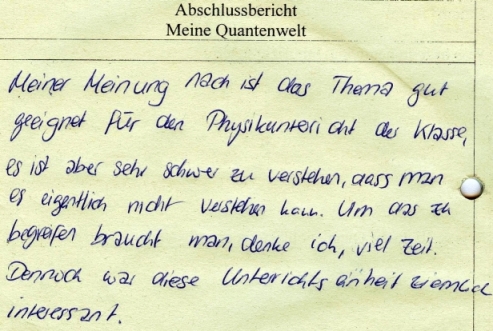 Abschlussbericht
Meine Quantenwelt
Meiner Meinung nach ist das Thema gut
geeignet für den Physikunterricht der Klasse,
es ist aber sehr schwer zu verstehen, dass man
es eigentlich nicht verstehen kann. Um das zu
begreifen braucht man, denke ich, viel Zeit.
Dennoch war diese Unterrichtseinheit ziemlich
interessant.